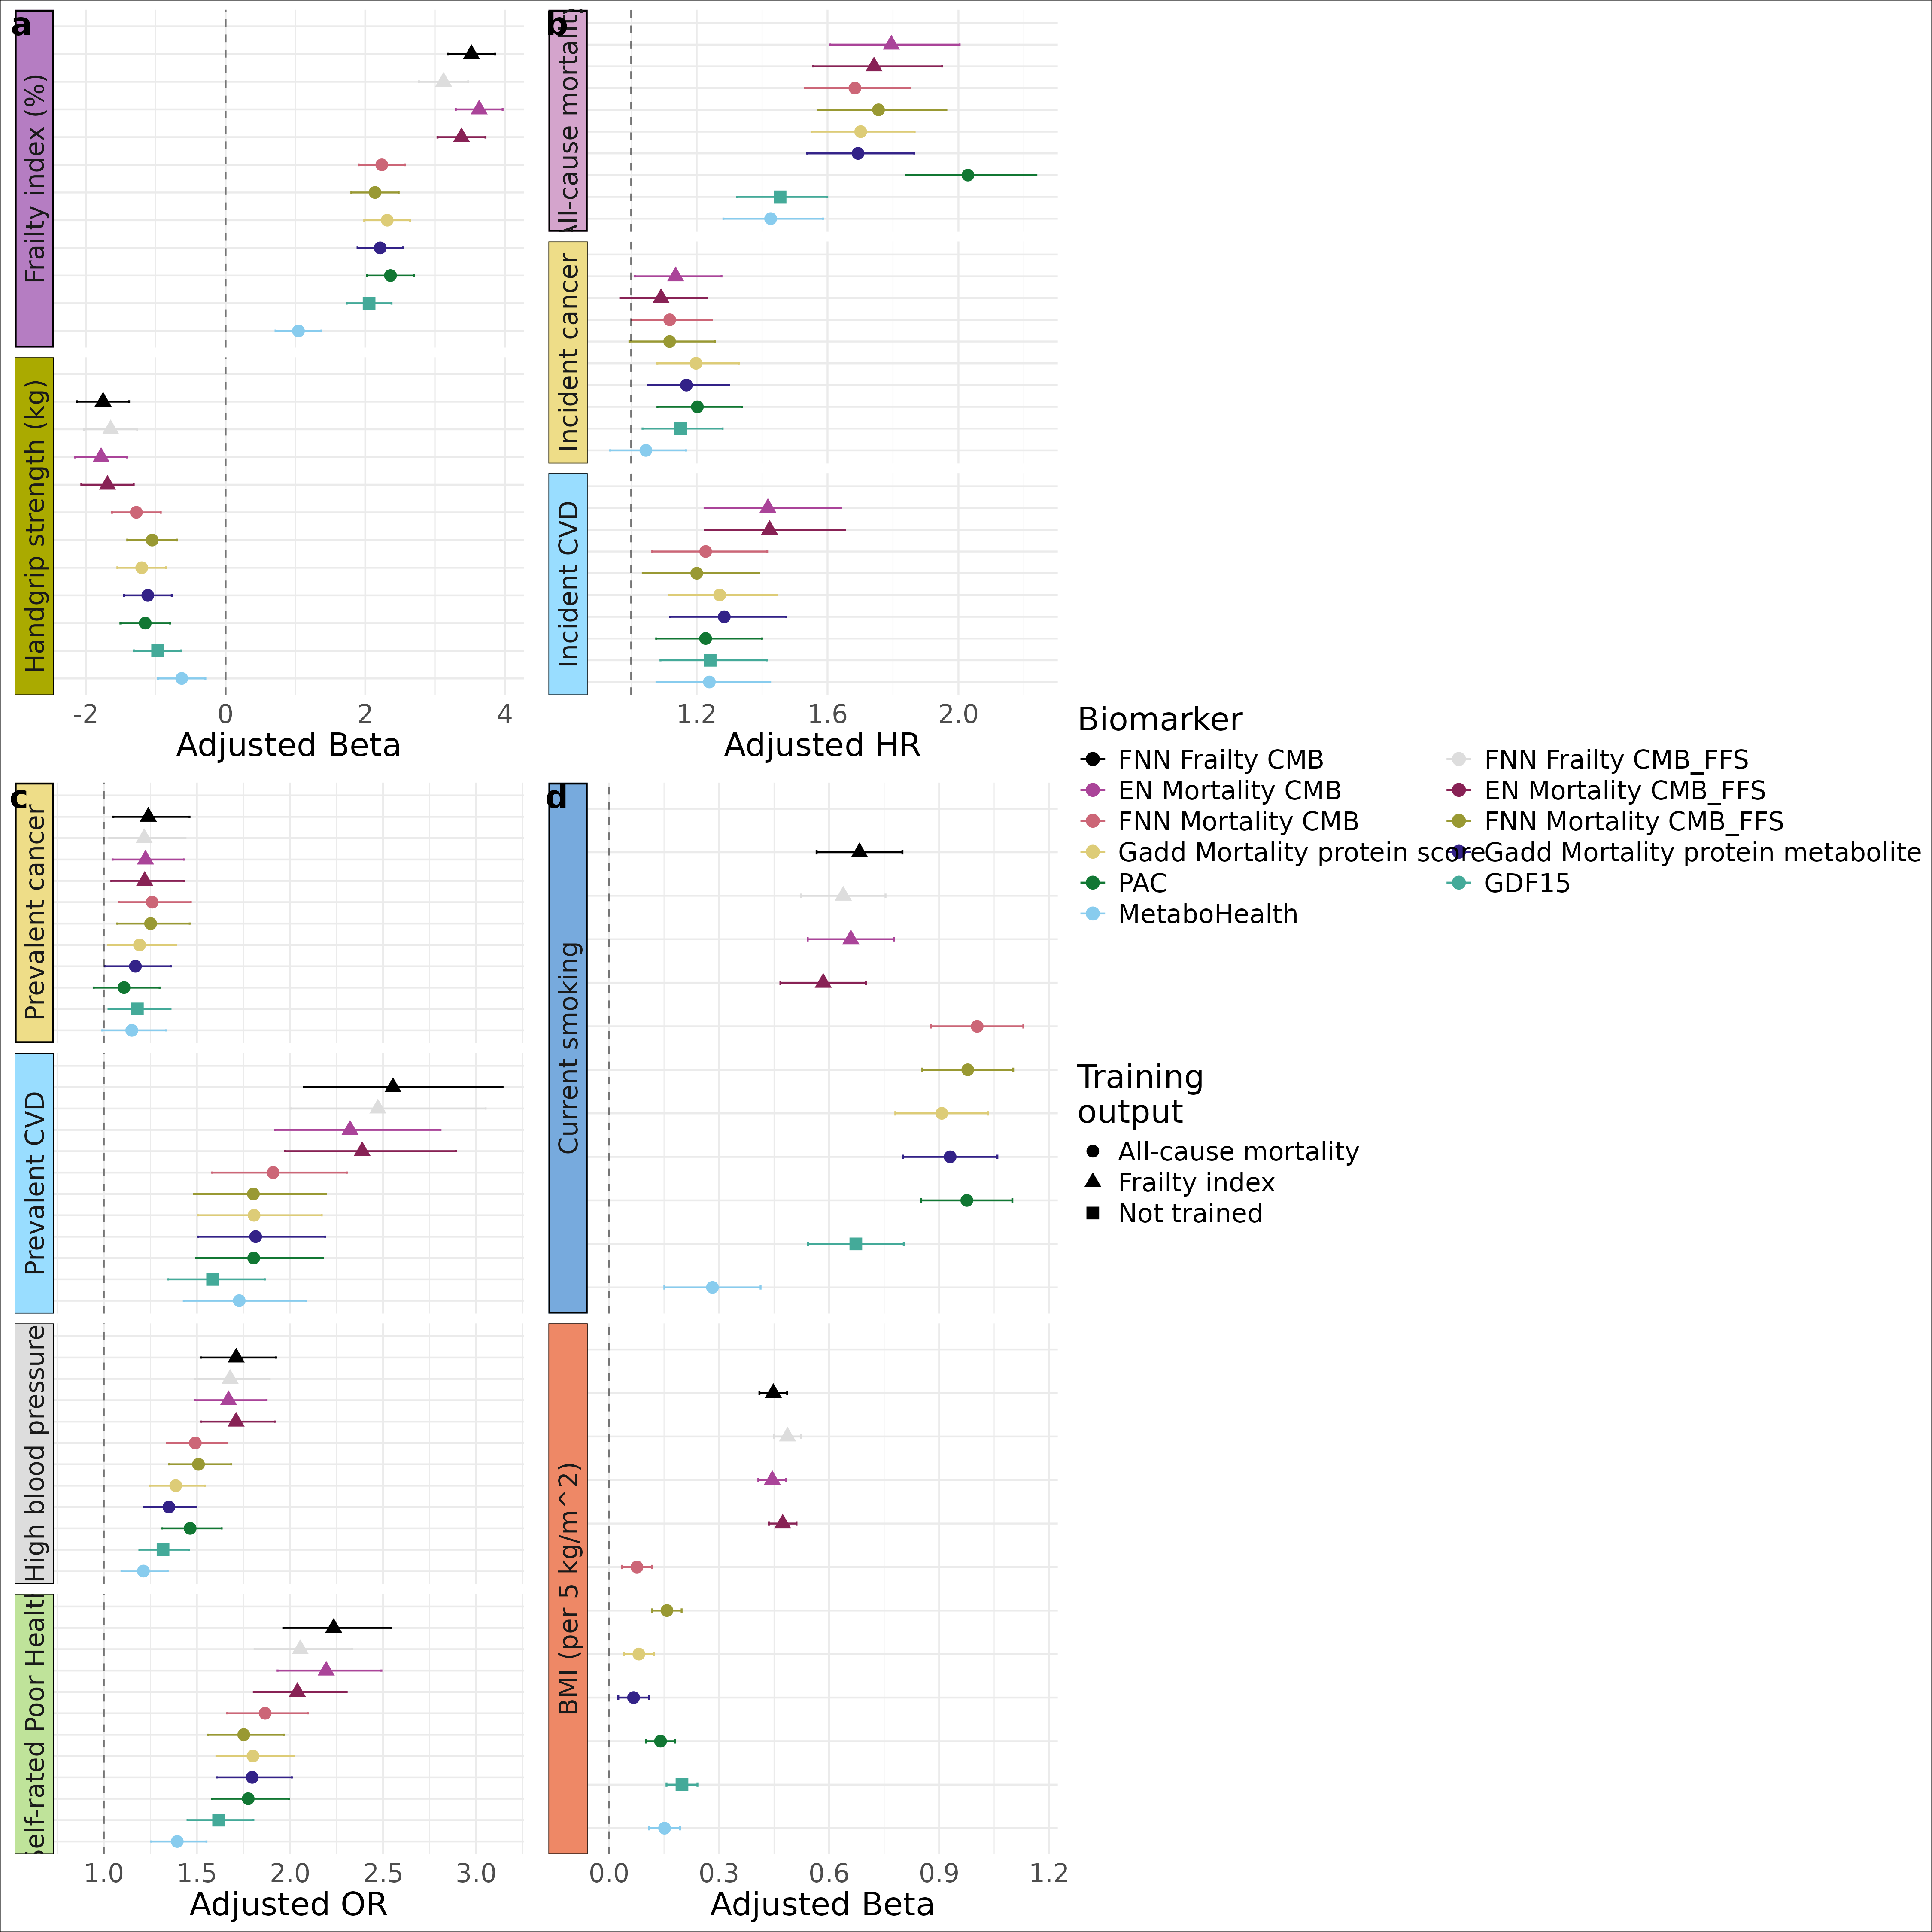 a
Frailty index (%)
Handgrip strength (kg)
-2 0 2 4
Adjusted Beta
b
All-cause mortality
Incident cancer
Incident CVD
1.2 1.6 2.0
Adjusted HR
c
Prevalent cancer
Prevalent CVD
High blood pressure
Self-rated Poor Health
1.0 1.5 2.0 2.5 3.0
Adjusted OR
d
Current smoking
BMI (per 5 kg/m^2)
0.0 0.3 0.6 0.9 1.2
Adjusted Beta
Biomarker
FNN Frailty CMB FNN Frailty CMB_FFS
EN Mortality CMB EN Mortality CMB_FFS
FNN Mortality CMB FNN Mortality CMB_FFS
Gadd Mortality protein score Gadd Mortality protein metabolite
PAC GDF15
MetaboHealth
Training
output
All-cause mortality
Frailty index
Not trained